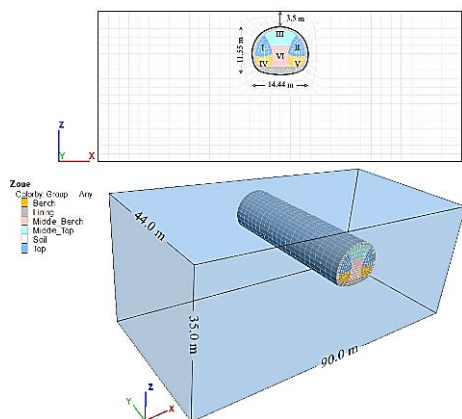 3.5 m
III
I
II
11.55 m
VI
IV
V
14.44 m
Z
Y
X
Zone
Colorby: Group Any
Bench
Lining
Middle_Bench
Middle_Top
Soil
Top
44.0 m
35.0 m
90.0 m
Z
Y
X